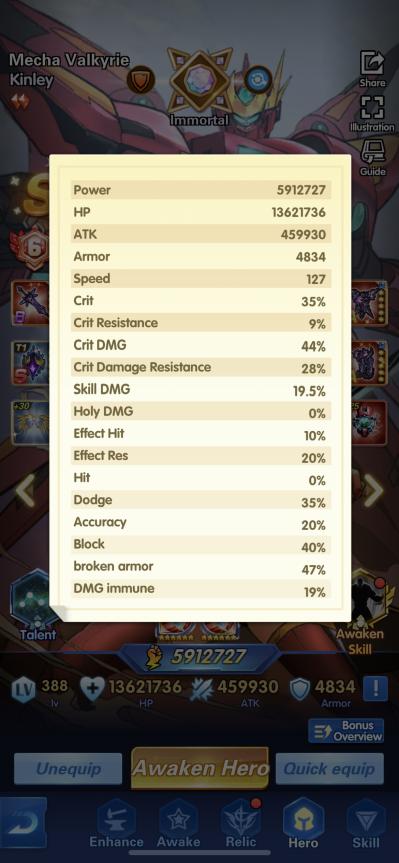 Mecha Valkyrie
Kinley
Immortal
Share
Illustration
Guide
Power 5912727
HP 13621736
ATK 459930
Armor 4834
Speed 127
Crit 35%
Crit Resistance 9%
Crit DMG 44%
Crit Damage Resistance 28%
Skill DMG 19.5%
Holy DMG 0%
Effect Hit 10%
Effect Res 20%
Hit 0%
Dodge 35%
Accuracy 20%
Block 40%
broken armor 47%
DMG immune 19%
S
6
T1
S
+30
Talent
Awaken
Skill
5912727
LV 388 13621736 459930 4834 !
lv HP ATK Armor
Bonus
Overview
Unequip Awaken Hero Quick equip
Enhance Awake Relic Hero Skill